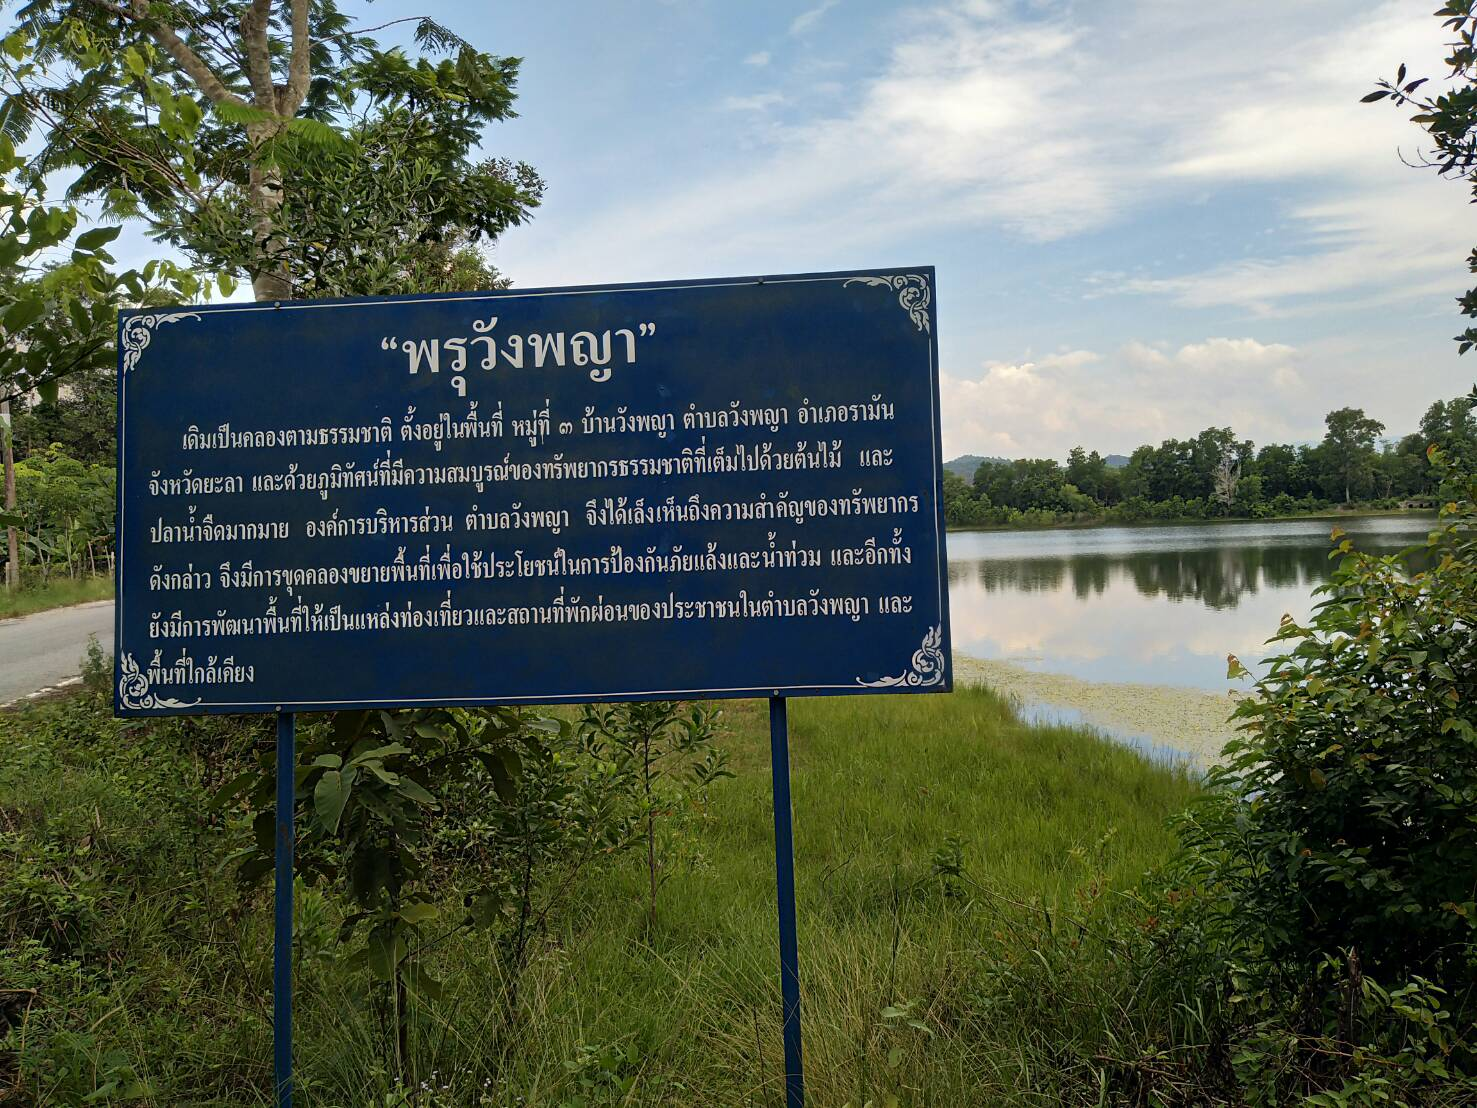 “พรุวังพญา”
เดิมเป็นคลองตามธรรมชาติ ตั้งอยู่ในพื้นที่ หมู่ที่ ๓ บ้านวังพญา ตำบลวังพญา อำเภอรามัน
จังหวัดยะลา และด้วยภูมิทัศน์ที่มีความสมบูรณ์ของทรัพยากรธรรมชาติที่เต็มไปด้วยต้นไม้ และ
ปลาน้ำจืดมากมาย องค์การบริหารส่วน ตำบลวังพญา จึงได้เล็งเห็นถึงความสำคัญของทรัพยากร
ดังกล่าว จึงมีการขุดคลองขยายพื้นที่เพื่อใช้ประโยชน์ในการป้องกันภัยแล้งและน้ำท่วม และอีกทั้ง
ยังมีการพัฒนาพื้นที่ให้เป็นแหล่งท่องเที่ยวและสถานที่พักผ่อนของประชาชนในตำบลวังพญา และ
พื้นที่ใกล้เคียง